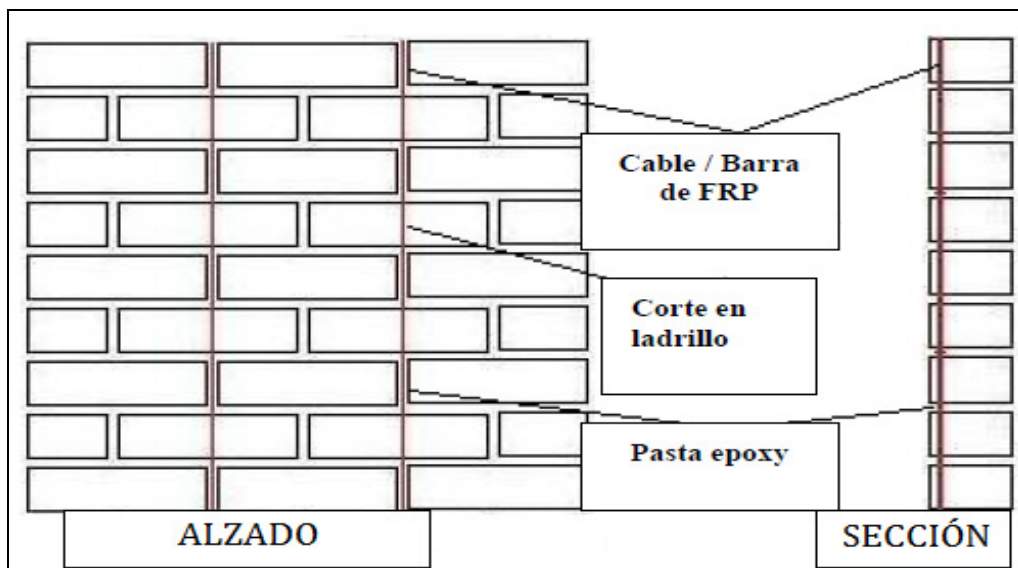 Cable / Barra
de FRP
Corte en
ladrillo
Pasta epoxy
ALZADO
SECCIÓN